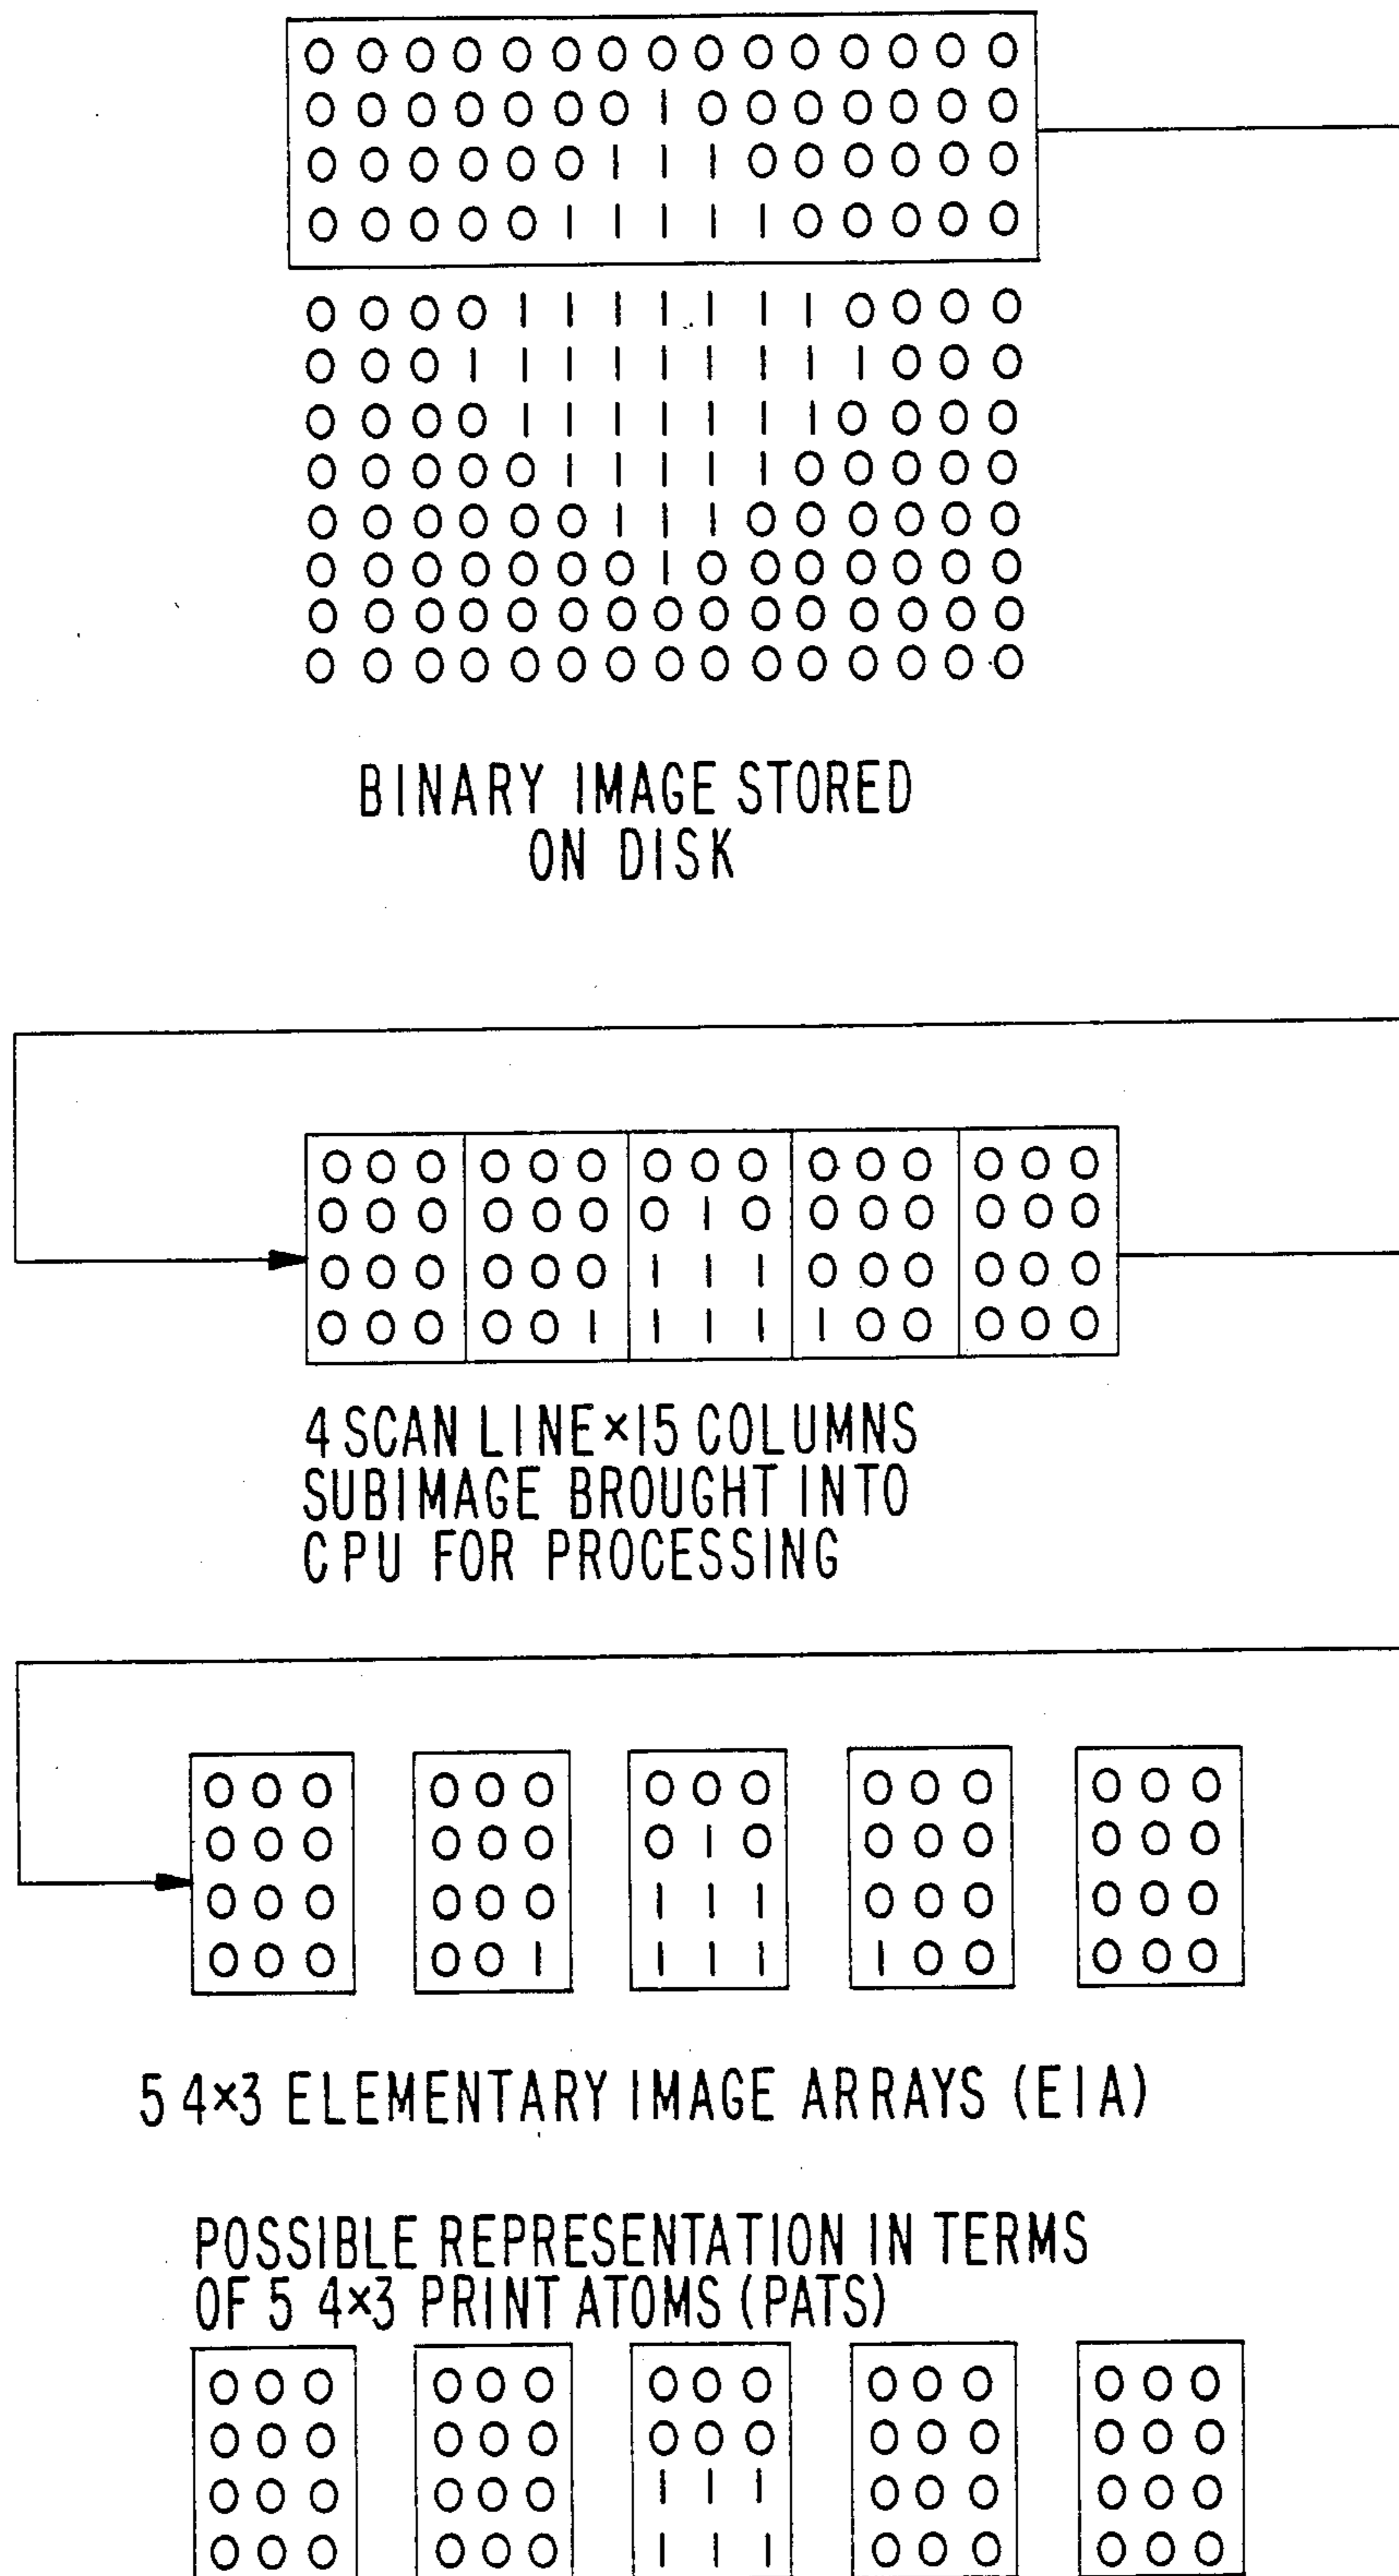 O O O O O O O O O O O O O O O
O O O O O O O I O O O O O O O
O O O O O O I I I O O O O O O
O O O O O I I I I I O O O O O
O O O O I I I I I I I O O O O
O O O I I I I I I I I I O O O
O O O O I I I I I I I O O O O
O O O O O I I I I I O O O O O
O O O O O O I I I O O O O O O
O O O O O O O I O O O O O O O
O O O O O O O O O O O O O O O
O O O O O O O O O O O O O O O
BINARY IMAGE STORED
ON DISK
O O O O O O O O O O O O O O O
O O O O O O O I O O O O O O O
O O O O O O I I I O O O O O O
O O O O O I I I I I O O O O O
4 SCAN LINE×15 COLUMNS
SUBIMAGE BROUGHT INTO
CPU FOR PROCESSING
O O O O O O O O O O O O O O O
O O O O O O O I O O O O O O O
O O O O O O I I I O O O O O O
O O O O O I I I I I O O O O O
5 4×3 ELEMENTARY IMAGE ARRAYS (EIA)
POSSIBLE REPRESENTATION IN TERMS
OF 5 4×3 PRINT ATOMS (PATS)
O O O O O O O O O O O O O O O
O O O O O O O O O O O O O O O
O O O O O O I I I O O O O O O
O O O O O O I I I O O O O O O